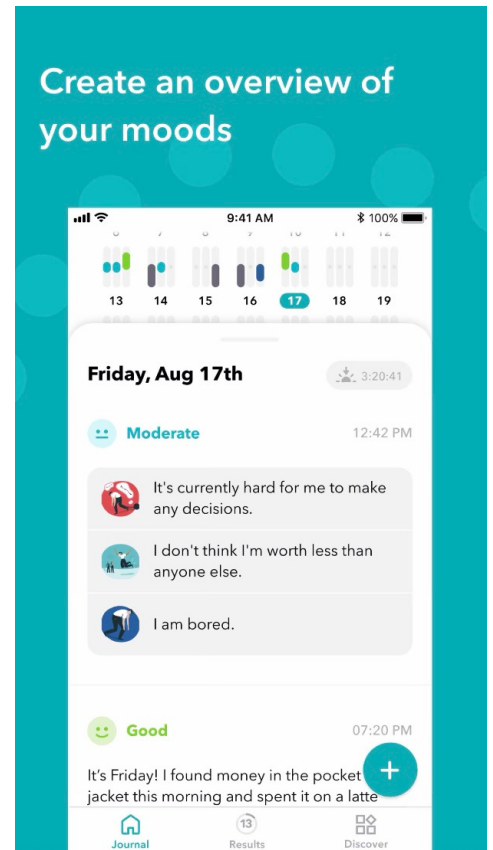 Create an overview of
your moods
9:41 AM
100%
13 14 15 16 17 18 19
Friday, Aug 17th
3:20:41
Moderate
12:42 PM
It's currently hard for me to make
any decisions.
I don't think I'm worth less than
anyone else.
I am bored.
Good
07:20 PM
It's Friday! I found money in the pocket
jacket this morning and spent it on a latte
+
13
Journal Results Discover